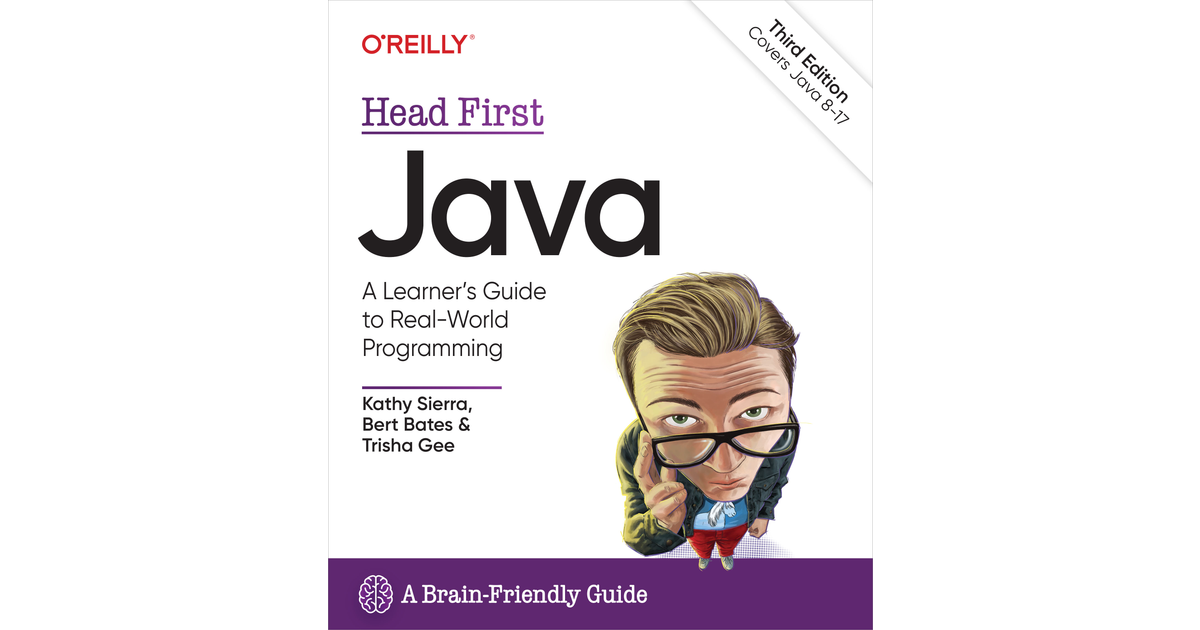 O'REILLY®
Third Edition
Covers Java 8–17
Head First
Java
A Learner's Guide
to Real-World
Programming
Kathy Sierra,
Bert Bates &
Trisha Gee
A Brain-Friendly Guide